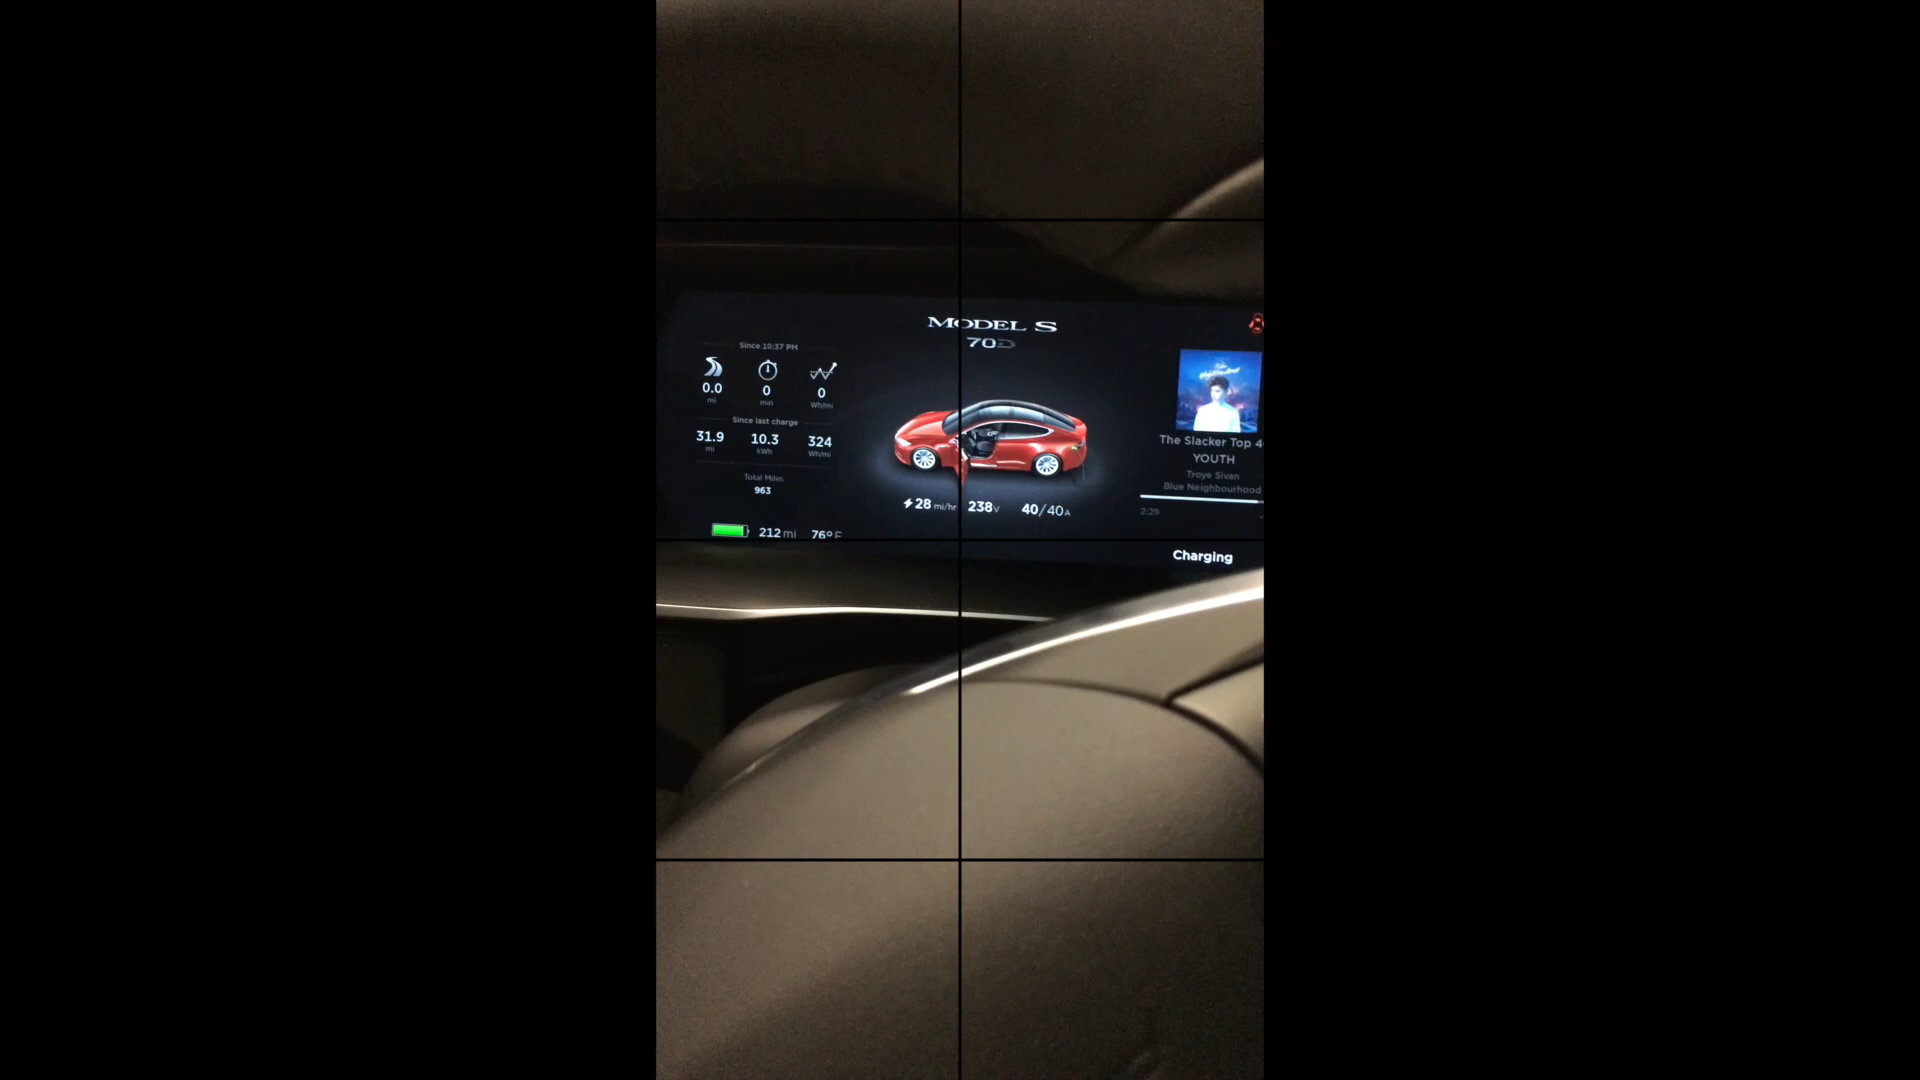 MODEL S
70D
Since 10:37 PM
0.0 0 0
mi min Wh/mi
Since last charge
31.9 10.3 324
mi kWh Wh/mi
Total Miles
963
212 mi 76°F
28 mi/hr 238V 40/40A
The Slacker Top 4
YOUTH
Troye Sivan
Blue Neighbourhood
2:29
Charging